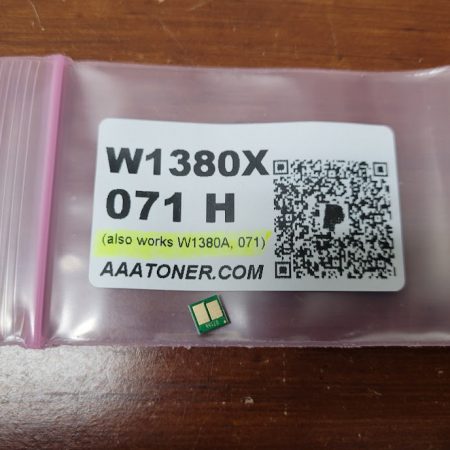 W1380X
071 H
(also works W1380A, 071)
AAATONER.COM
P